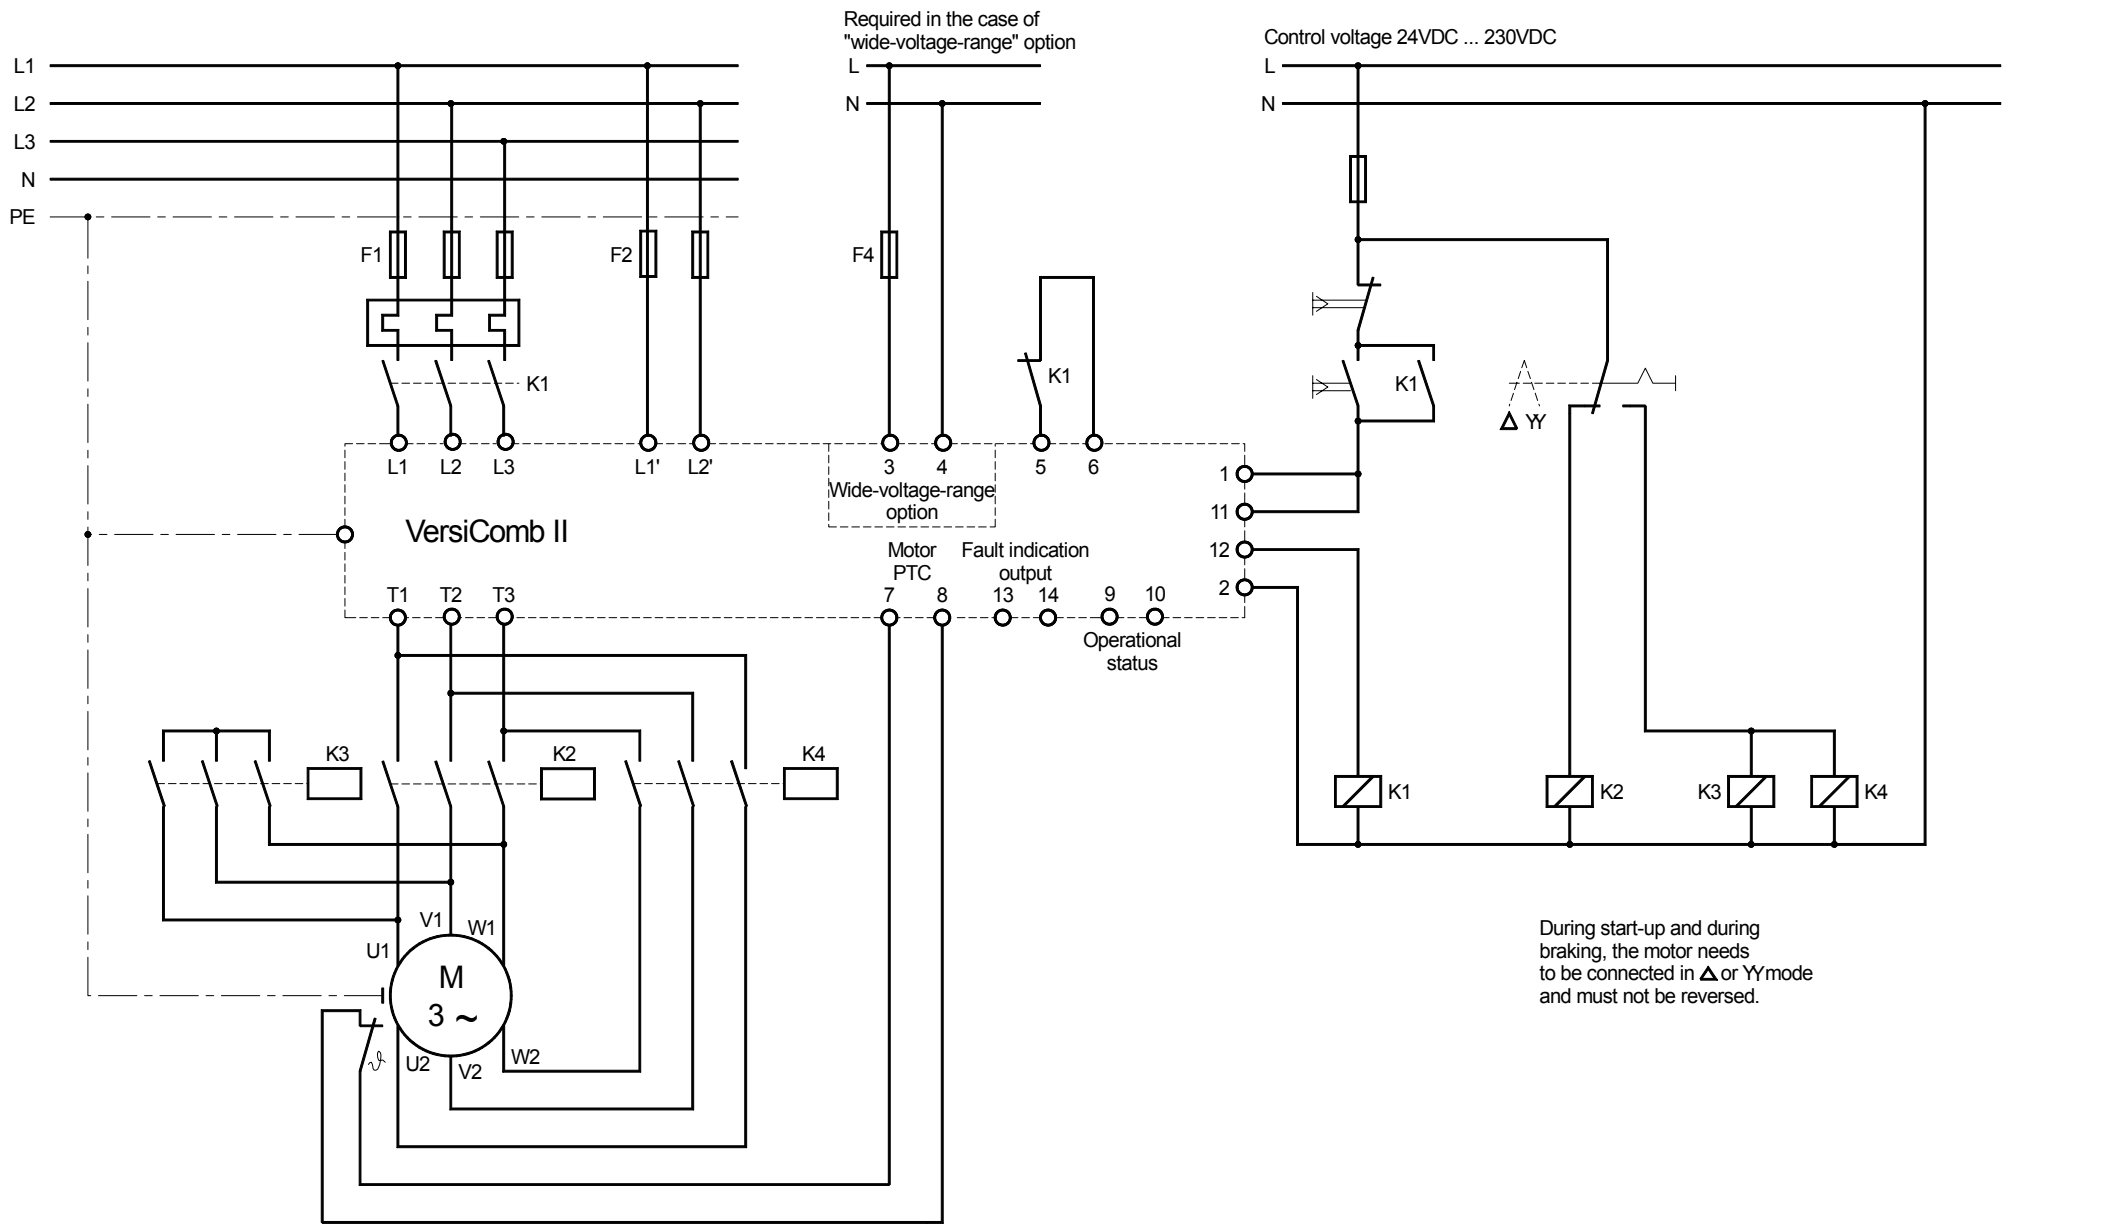 Required in the case of
"wide-voltage-range" option
Control voltage 24VDC ... 230VDC
L1
L2
L3
N
PE
L
N
L
N
F1
F2
F4
K1
K1
K1
Δ YY
L1 L2 L3 L1' L2' 3 4 5 6
Wide-voltage-range
option
VersiComb II
1
11
12
2
Motor
PTC
Fault indication
output
T1 T2 T3 7 8 13 14 9 10
Operational
status
K3 K2 K4
K1 K2 K3 K4
U1 V1 W1
M
3 ~
U2 V2 W2
ϑ
During start-up and during
braking, the motor needs
to be connected in Δ or YY mode
and must not be reversed.